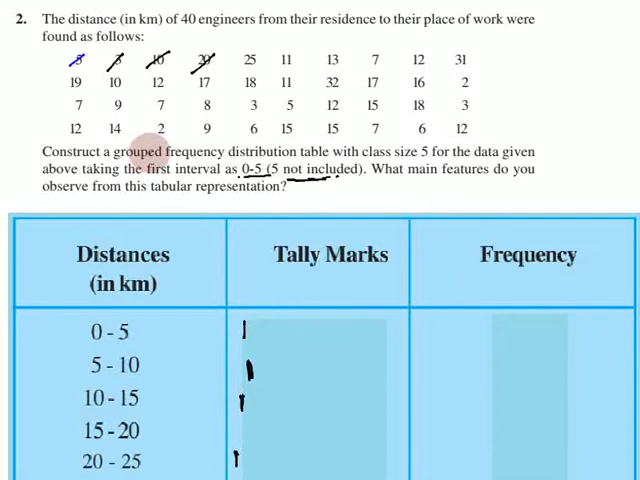 2. The distance (in km) of 40 engineers from their residence to their place of work were
found as follows:
5 3 10 20 25 11 13 7 12 31
19 10 12 17 18 11 32 17 16 2
7 9 7 8 3 5 12 15 18 3
12 14 2 9 6 15 15 7 6 12
Construct a grouped frequency distribution table with class size 5 for the data given
above taking the first interval as 0-5 (5 not included). What main features do you
observe from this tabular representation?
Distances (in km) Tally Marks Frequency
0 - 5
5 - 10
10 - 15
15 - 20
20 - 25